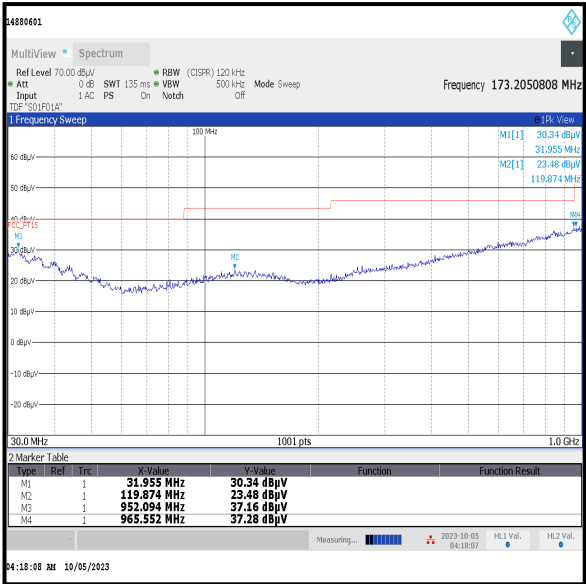 14880601
MultiView Spectrum
Ref Level 70.00 dBµV RBW (CISPR) 120 kHz
Att 0 dB SWT 135 ms VBW 500 kHz Mode Sweep
Input 1 AC PS On Notch Off
Frequency 173.2050808 MHz
TDF "S01F01A"
1 Frequency Sweep 1Pk View
100 MHz
M1[1] 30.34 dBµV
31.955 MHz
M2[1] 23.48 dBµV
119.874 MHz
60 dBµV
50 dBµV
40 dBµV
FCC_PT15
M4
M1
30 dBµV
M2
20 dBµV
10 dBµV
0 dBµV
-10 dBµV
-20 dBµV
30.0 MHz 1001 pts 1.0 GHz
2 Marker Table
Type Ref Trc X-Value Y-Value Function Function Result
M1 1 31.955 MHz 30.34 dBµV
M2 1 119.874 MHz 23.48 dBµV
M3 1 952.094 MHz 37.16 dBµV
M4 1 965.552 MHz 37.28 dBµV
Measuring... 2023-10-05 HL1 Val. HL2 Val.
04:18:07
04:18:08 AM 10/05/2023